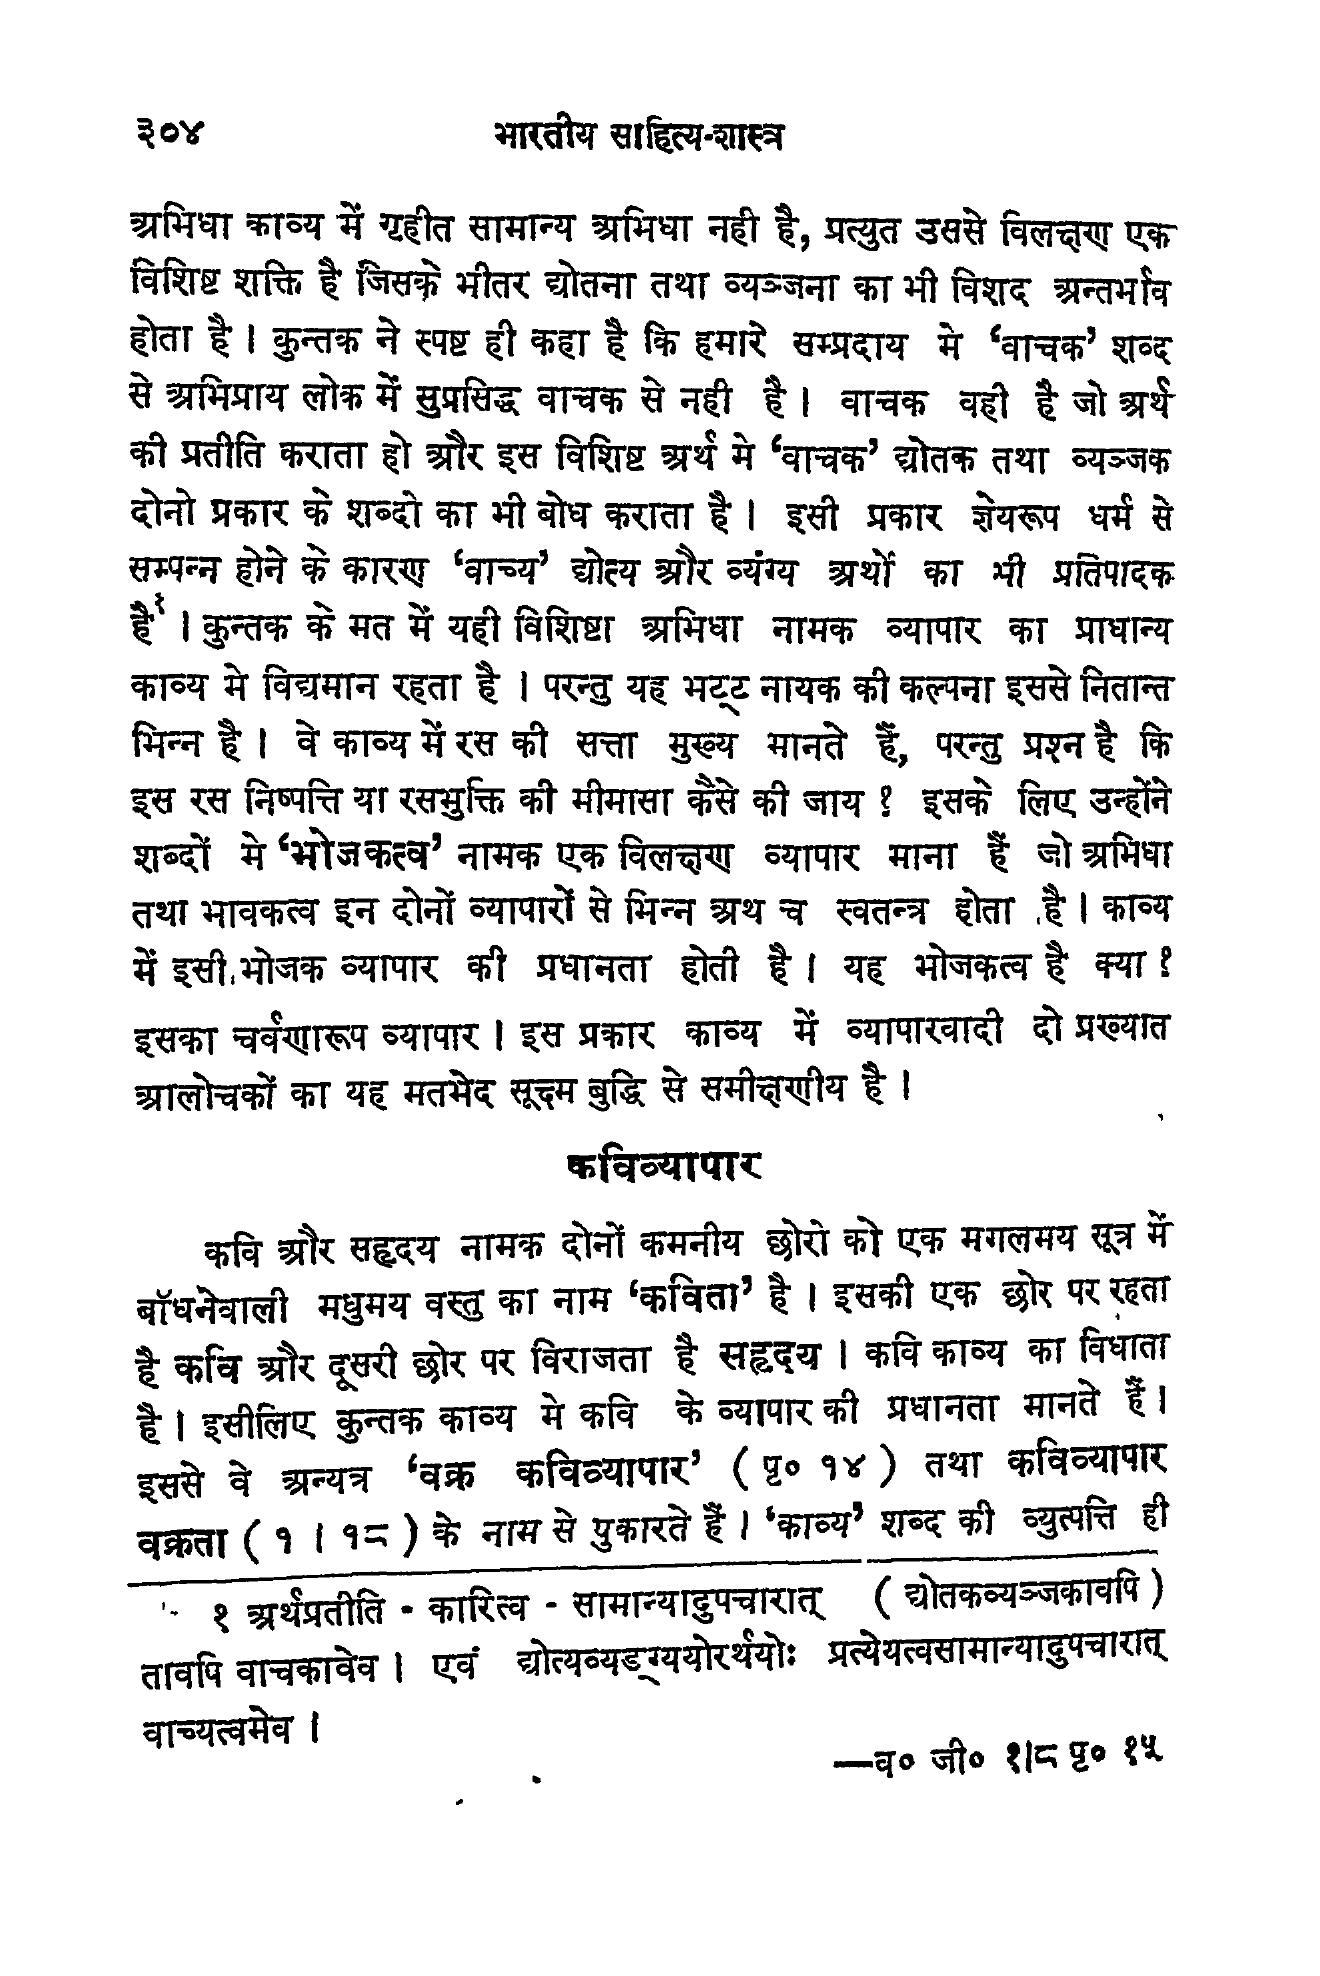 ३०४ भारतीय साहित्य-शास्त्र
अभिधा काव्य में गृहीत सामान्य अभिधा नही है, प्रत्युत उससे विलक्षण एक
विशिष्ट शक्ति है जिसके भीतर द्योतना तथा व्यञ्जना का भी विशद अन्तर्भाव
होता है । कुन्तक ने स्पष्ट ही कहा है कि हमारे सम्प्रदाय मे ‘वाचक’ शब्द
से अभिप्राय लोक में सुप्रसिद्ध वाचक से नही है । वाचक वही है जो अर्थ
की प्रतीति कराता हो और इस विशिष्ट अर्थ मे ‘वाचक’ द्योतक तथा व्यञ्जक
दोनो प्रकार के शब्दो का भी बोध कराता है । इसी प्रकार ज्ञेयरूप धर्म से
सम्पन्न होने के कारण ‘वाच्य’ द्योत्य और व्यंग्य अर्थो का भी प्रतिपादक
है१ । कुन्तक के मत में यही विशिष्टा अभिधा नामक व्यापार का प्राधान्य
काव्य मे विद्यमान रहता है । परन्तु यह भट्ट नायक की कल्पना इससे नितान्त
भिन्न है । वे काव्य में रस की सत्ता मुख्य मानते हैं, परन्तु प्रश्न है कि
इस रस निष्पत्ति या रसभुक्ति की मीमासा कैसे की जाय ? इसके लिए उन्होंने
शब्दों मे ‘भोजकत्व’ नामक एक विलक्षण व्यापार माना हैं जो अभिधा
तथा भावकत्व इन दोनों व्यापारों से भिन्न अथ च स्वतन्त्र होता है । काव्य
में इसी भोजक व्यापार की प्रधानता होती है । यह भोजकत्व है क्या ?
इसका चर्वणारूप व्यापार । इस प्रकार काव्य में व्यापारवादी दो प्रख्यात
आलोचकों का यह मतभेद सूक्ष्म बुद्धि से समीक्षणीय है ।
कविव्यापार
कवि और सहृदय नामक दोनों कमनीय छोरो को एक मगलमय सूत्र में
बॉधनेवाली मधुमय वस्तु का नाम ‘कविता’ है । इसकी एक छोर पर रहता
है कवि और दूसरी छोर पर विराजता है सहृदय । कवि काव्य का विधाता
है । इसीलिए कुन्तक काव्य मे कवि के व्यापार की प्रधानता मानते हैं ।
इससे वे अन्यत्र ‘वक्र कविव्यापार’ ( पृ० १४ ) तथा कविव्यापार
वक्रता ( १ । १८ ) के नाम से पुकारते हैं । ‘काव्य’ शब्द की व्युत्पत्ति ही
१ अर्थप्रतीति - कारित्व - सामान्यादुपचारात् ( द्योतकव्यञ्जकावपि )
तावपि वाचकावेव । एवं द्योत्यव्यङ्ग्ययोरर्थयोः प्रत्येयत्वसामान्यादुपचारात्
वाच्यत्वमेव ।
—व० जी० १।८ पृ० १५